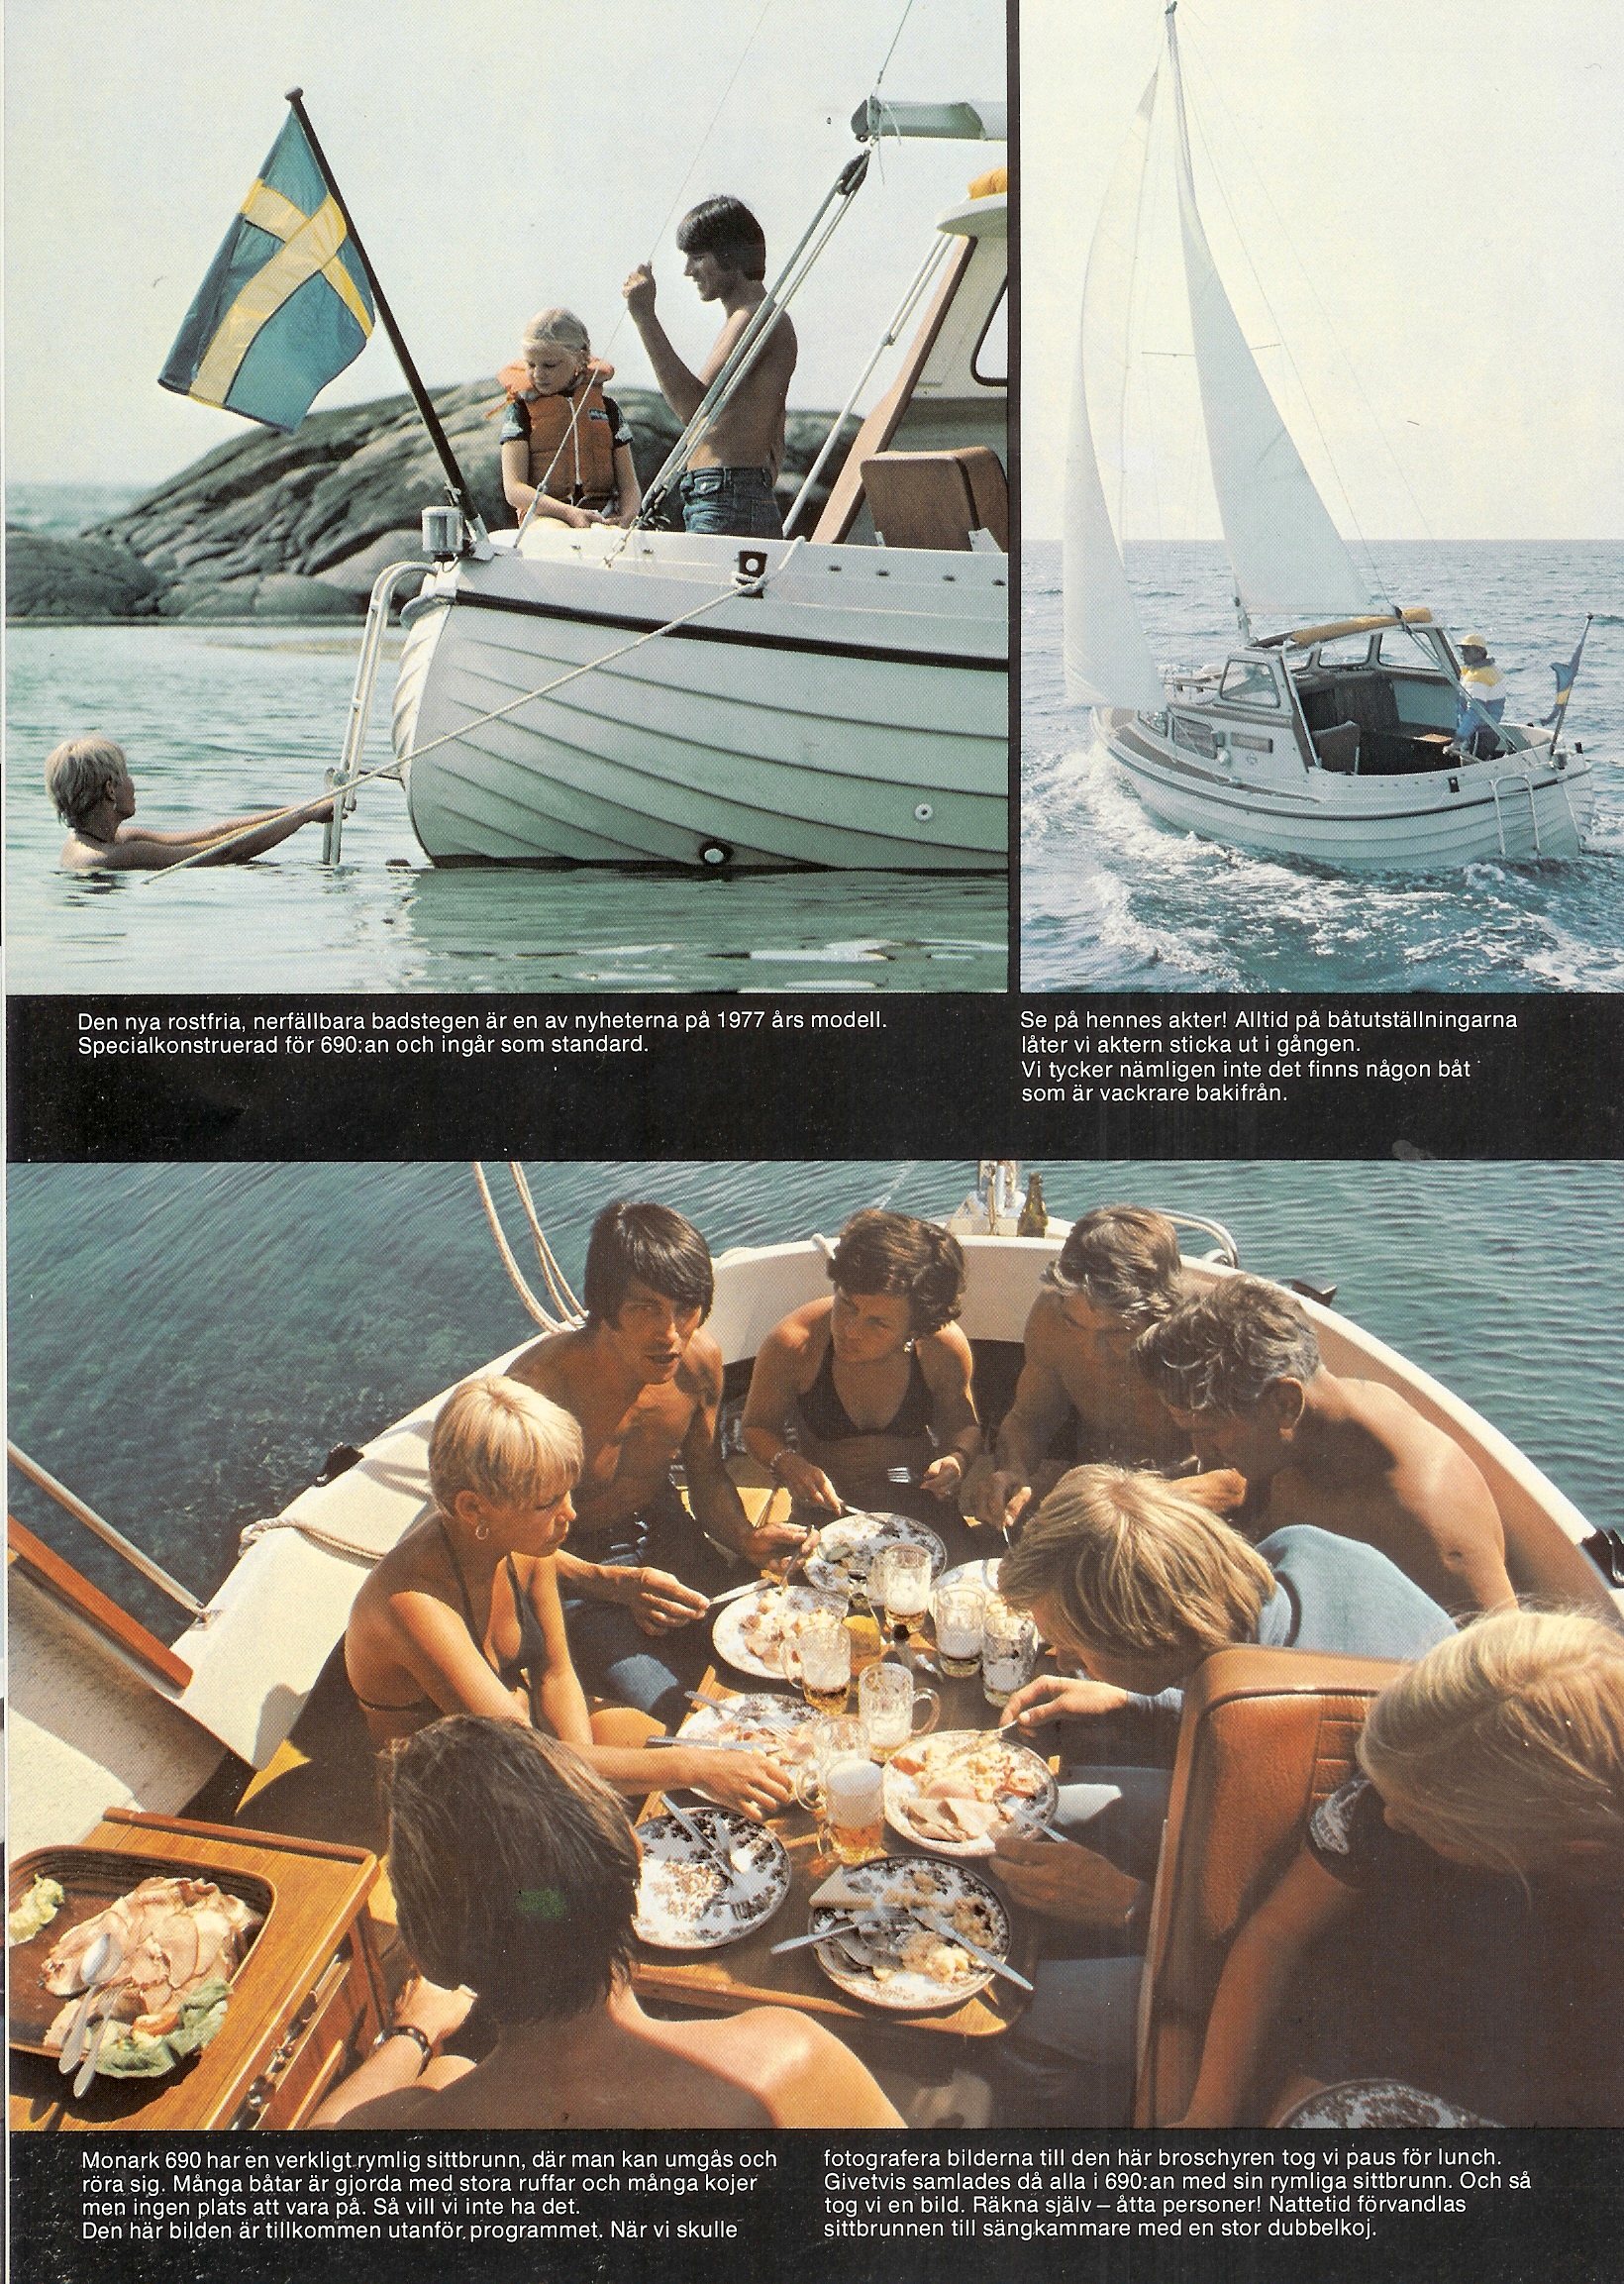 Den nya rostfria, nerfällbara badstegen är en av nyheterna på 1977 års modell.
Specialkonstruerad för 690:an och ingår som standard.
Se på hennes akter! Alltid på båtutställningarna
låter vi aktern sticka ut i gången.
Vi tycker nämligen inte det finns någon båt
som är vackrare bakifrån.
Monark 690 har en verkligt rymlig sittbrunn, där man kan umgås och
röra sig. Många båtar är gjorda med stora ruffar och många kojer
men ingen plats att vara på. Så vill vi inte ha det.
Den här bilden är tillkommen utanför programmet. När vi skulle
fotografera bilderna till den här broschyren tog vi paus för lunch.
Givetvis samlades då alla i 690:an med sin rymliga sittbrunn. Och så
tog vi en bild. Räkna själv – åtta personer! Nattetid förvandlas
sittbrunnen till sängkammare med en stor dubbelkoj.